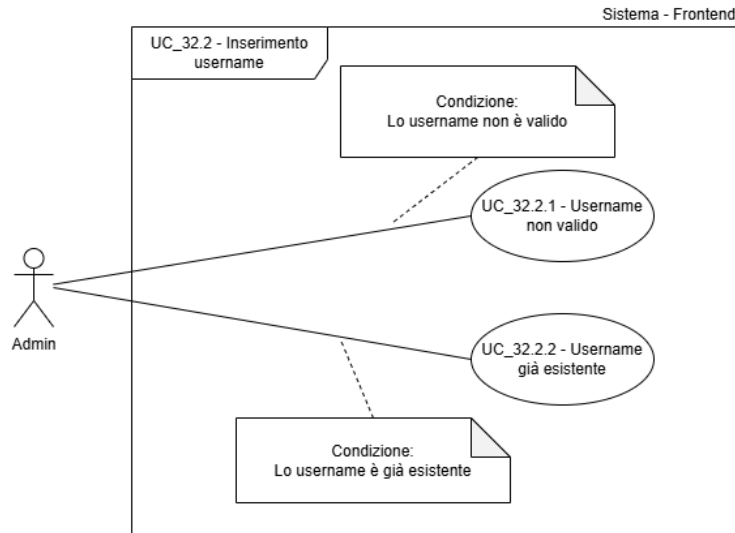 Sistema - Frontend
UC_32.2 - Inserimento
username
Condizione:
Lo username non è valido
UC_32.2.1 - Username
non valido
Admin
UC_32.2.2 - Username
già esistente
Condizione:
Lo username è già esistente